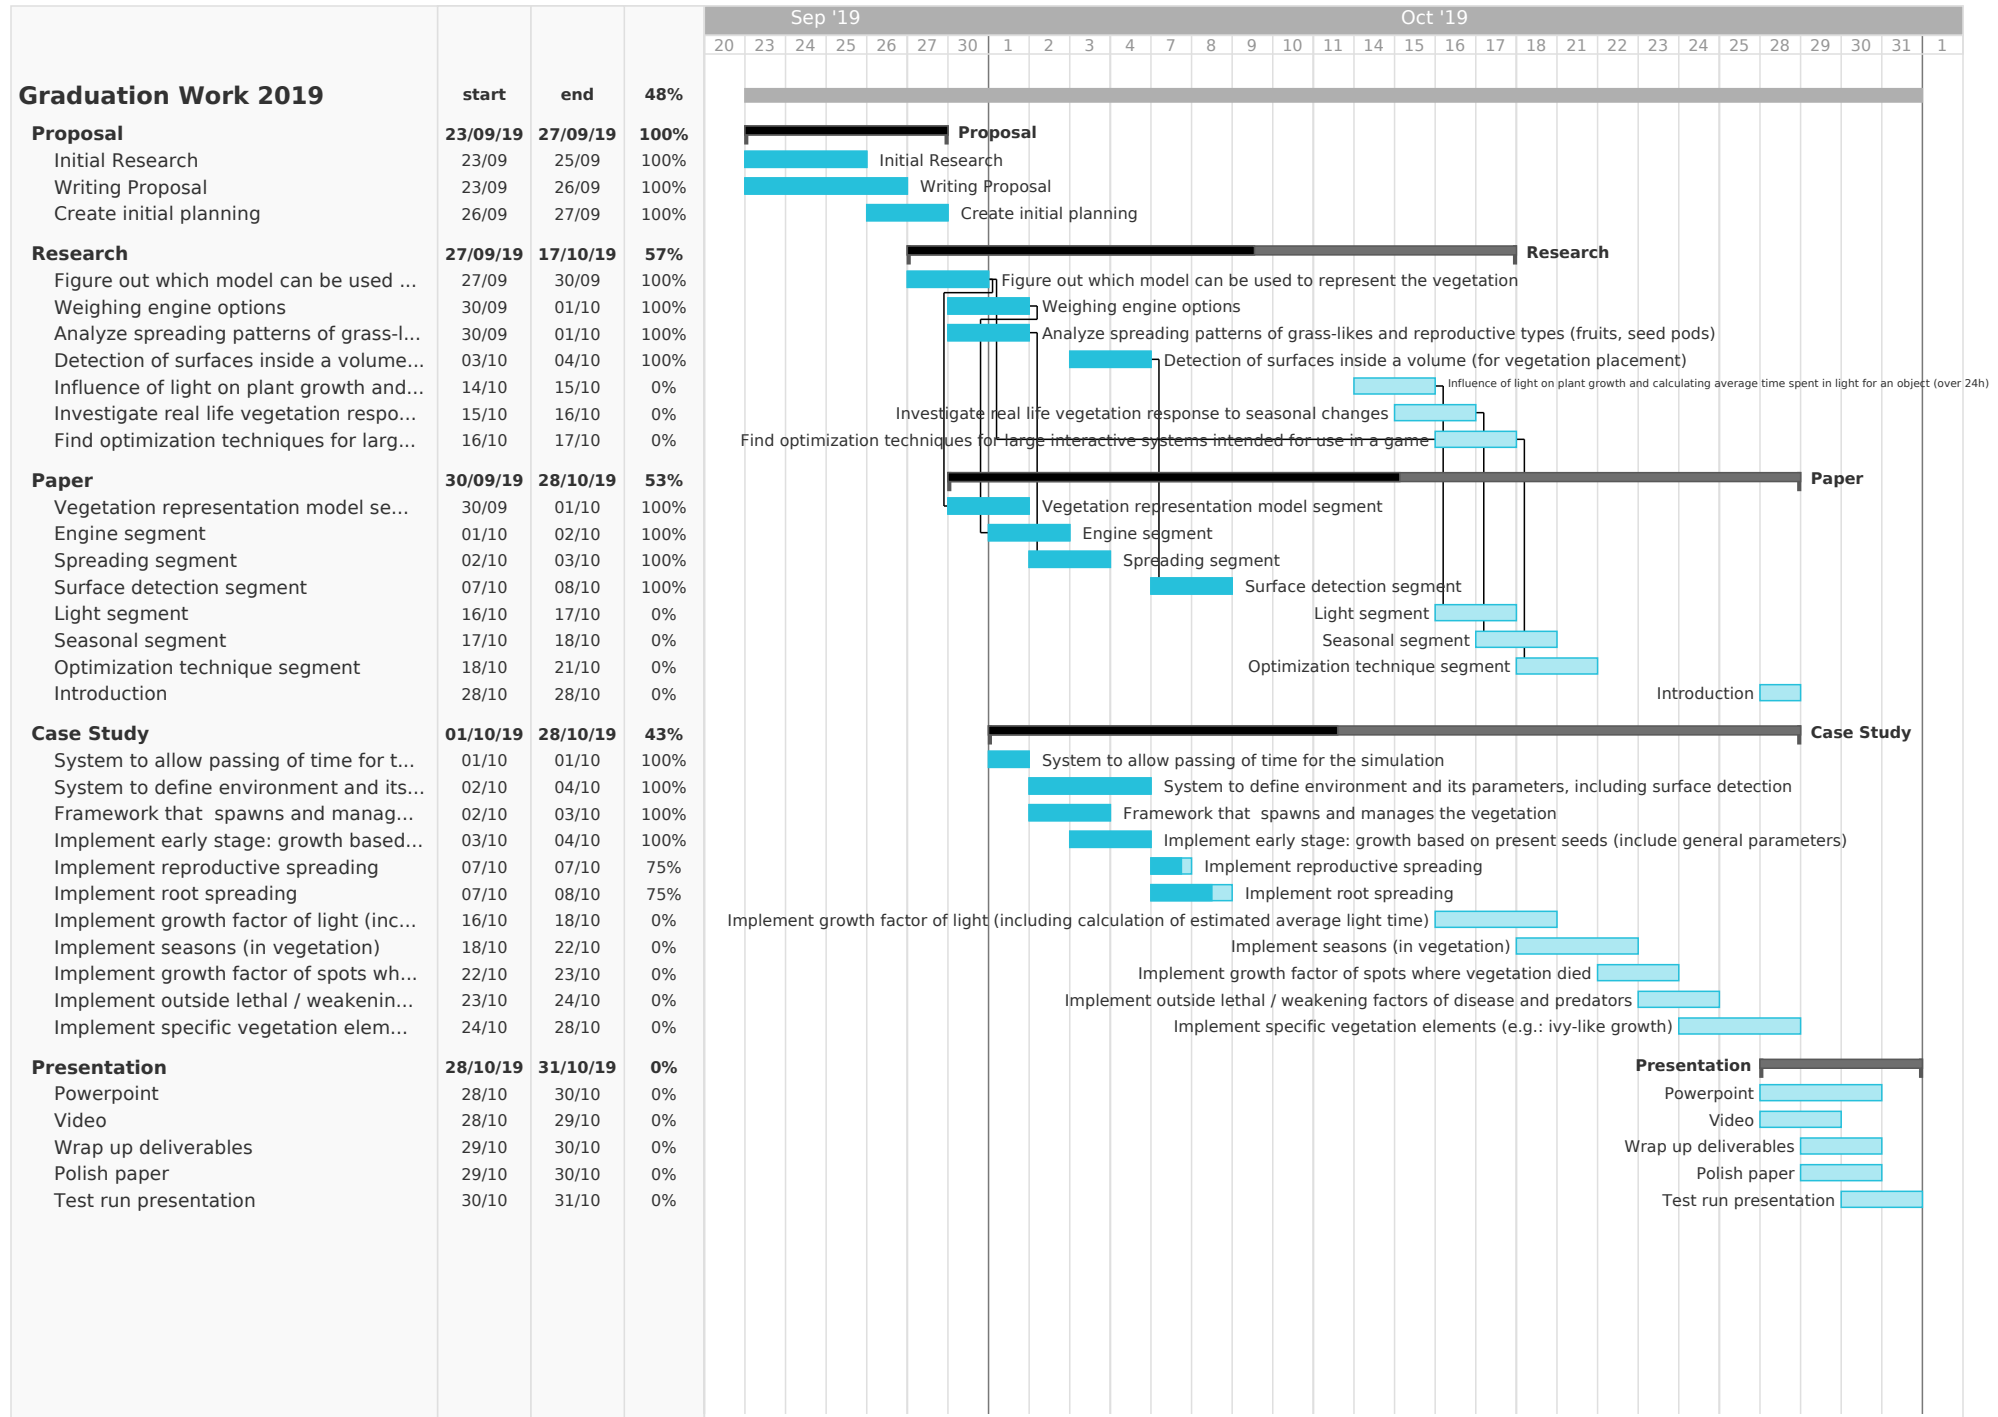 Sep '19 Oct '19
20 23 24 25 26 27 30 1 2 3 4 7 8 9 10 11 14 15 16 17 18 21 22 23 24 25 28 29 30 31 1
Graduation Work 2019 start end 48%
Proposal 23/09/19 27/09/19 100% Proposal
Initial Research 23/09 25/09 100% Initial Research
Writing Proposal 23/09 26/09 100% Writing Proposal
Create initial planning 26/09 27/09 100% Create initial planning
Research 27/09/19 17/10/19 57% Research
Figure out which model can be used ... 27/09 30/09 100% Figure out which model can be used to represent the vegetation
Weighing engine options 30/09 01/10 100% Weighing engine options
Analyze spreading patterns of grass-l... 30/09 01/10 100% Analyze spreading patterns of grass-likes and reproductive types (fruits, seed pods)
Detection of surfaces inside a volume... 03/10 04/10 100% Detection of surfaces inside a volume (for vegetation placement)
Influence of light on plant growth and... 14/10 15/10 0% Influence of light on plant growth and calculating average time spent in light for an object (over 24h)
Investigate real life vegetation respo... 15/10 16/10 0% Investigate real life vegetation response to seasonal changes
Find optimization techniques for larg... 16/10 17/10 0% Find optimization techniques for large interactive systems intended for use in a game
Paper 30/09/19 28/10/19 53% Paper
Vegetation representation model se... 30/09 01/10 100% Vegetation representation model segment
Engine segment 01/10 02/10 100% Engine segment
Spreading segment 02/10 03/10 100% Spreading segment
Surface detection segment 07/10 08/10 100% Surface detection segment
Light segment 16/10 17/10 0% Light segment
Seasonal segment 17/10 18/10 0% Seasonal segment
Optimization technique segment 18/10 21/10 0% Optimization technique segment
Introduction 28/10 28/10 0% Introduction
Case Study 01/10/19 28/10/19 43% Case Study
System to allow passing of time for t... 01/10 01/10 100% System to allow passing of time for the simulation
System to define environment and its... 02/10 04/10 100% System to define environment and its parameters, including surface detection
Framework that  spawns and manag... 02/10 03/10 100% Framework that  spawns and manages the vegetation
Implement early stage: growth based... 03/10 04/10 100% Implement early stage: growth based on present seeds (include general parameters)
Implement reproductive spreading 07/10 07/10 75% Implement reproductive spreading
Implement root spreading 07/10 08/10 75% Implement root spreading
Implement growth factor of light (inc... 16/10 18/10 0% Implement growth factor of light (including calculation of estimated average light time)
Implement seasons (in vegetation) 18/10 22/10 0% Implement seasons (in vegetation)
Implement growth factor of spots wh... 22/10 23/10 0% Implement growth factor of spots where vegetation died
Implement outside lethal / weakenin... 23/10 24/10 0% Implement outside lethal / weakening factors of disease and predators
Implement specific vegetation elem... 24/10 28/10 0% Implement specific vegetation elements (e.g.: ivy-like growth)
Presentation 28/10/19 31/10/19 0% Presentation
Powerpoint 28/10 30/10 0% Powerpoint
Video 28/10 29/10 0% Video
Wrap up deliverables 29/10 30/10 0% Wrap up deliverables
Polish paper 29/10 30/10 0% Polish paper
Test run presentation 30/10 31/10 0% Test run presentation